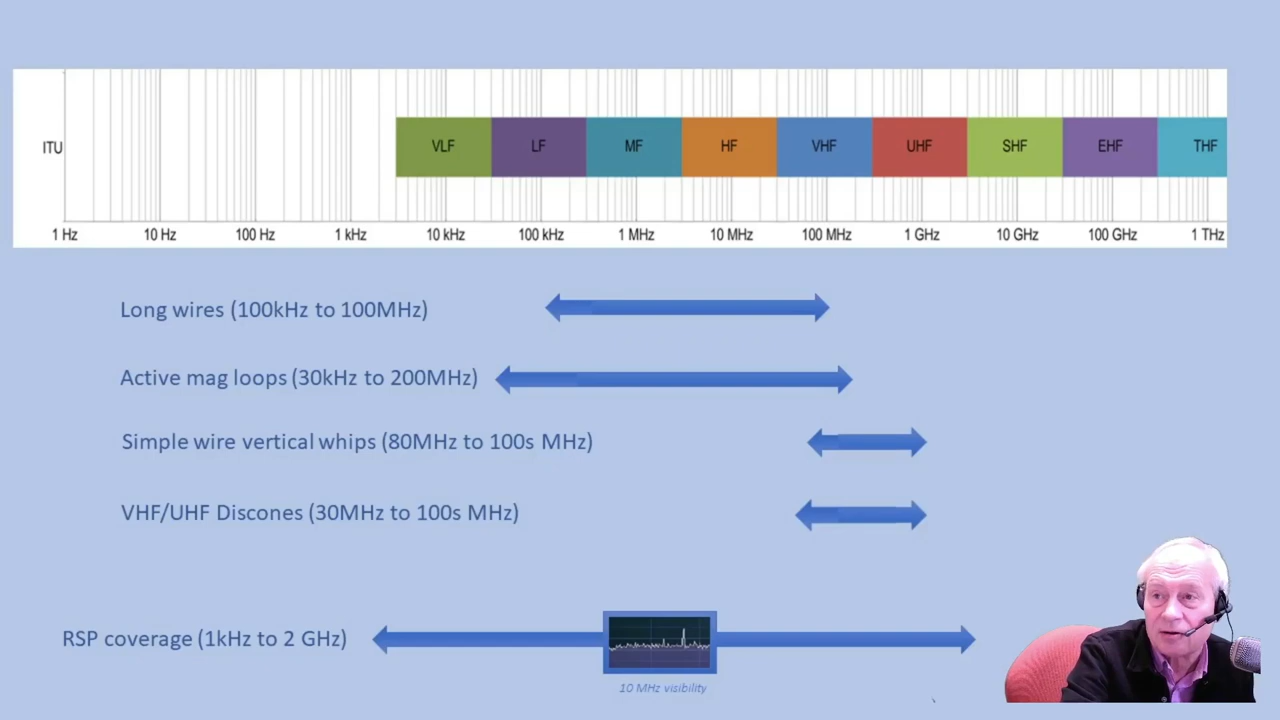 ITU
VLF LF MF HF VHF UHF SHF EHF THF
1 Hz 10 Hz 100 Hz 1 kHz 10 kHz 100 kHz 1 MHz 10 MHz 100 MHz 1 GHz 10 GHz 100 GHz 1 THz
Long wires (100kHz to 100MHz)
Active mag loops (30kHz to 200MHz)
Simple wire vertical whips (80MHz to 100s MHz)
VHF/UHF Discones (30MHz to 100s MHz)
RSP coverage (1kHz to 2 GHz)
10 MHz visibility